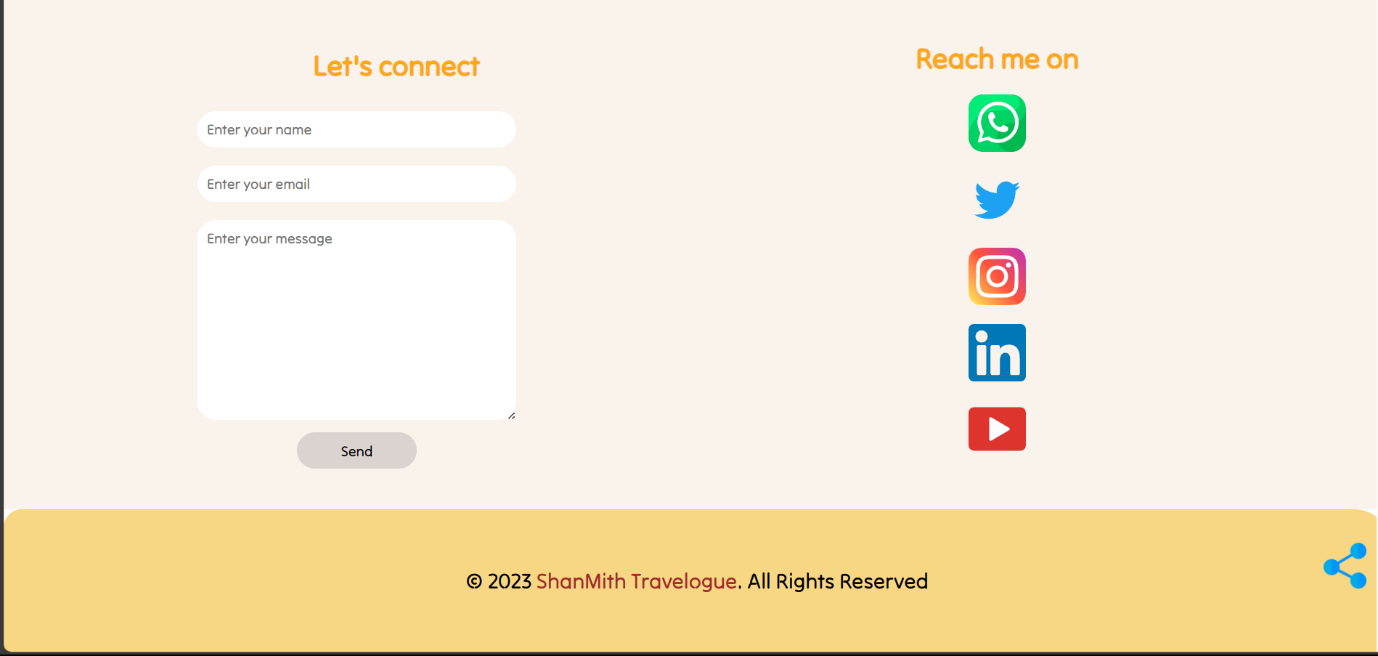 Let's connect
Enter your name
Enter your email
Enter your message
Send
Reach me on
in
© 2023 ShanMith Travelogue. All Rights Reserved